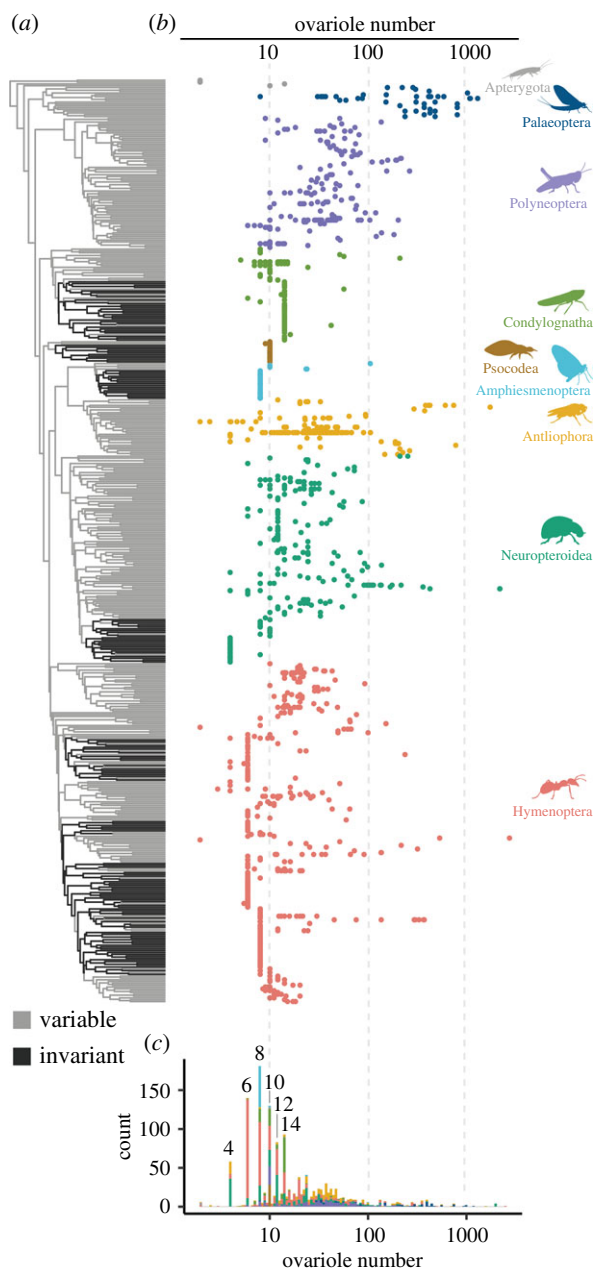 (a)
(b)
ovariole number
10 100 1000
Apterygota
Palaeoptera
Polyneoptera
Condylognatha
Psocodea
Amphiesmenoptera
Antliophora
Neuropteroidea
Hymenoptera
variable
invariant
(c)
8
6
10
12
14
4
150
100
50
0
count
10 100 1000
ovariole number